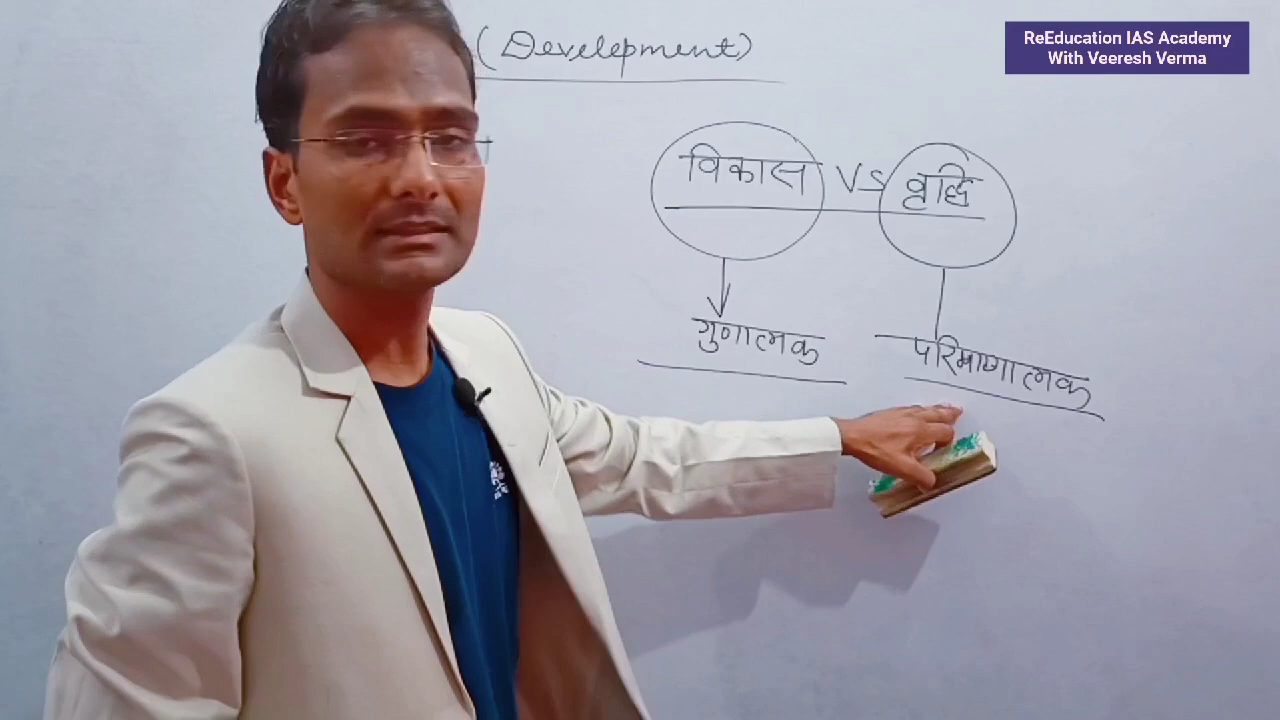 (Development)
ReEducation IAS Academy
With Veeresh Verma
विकास VS वृद्धि
गुणात्मक
परिमाणात्मक